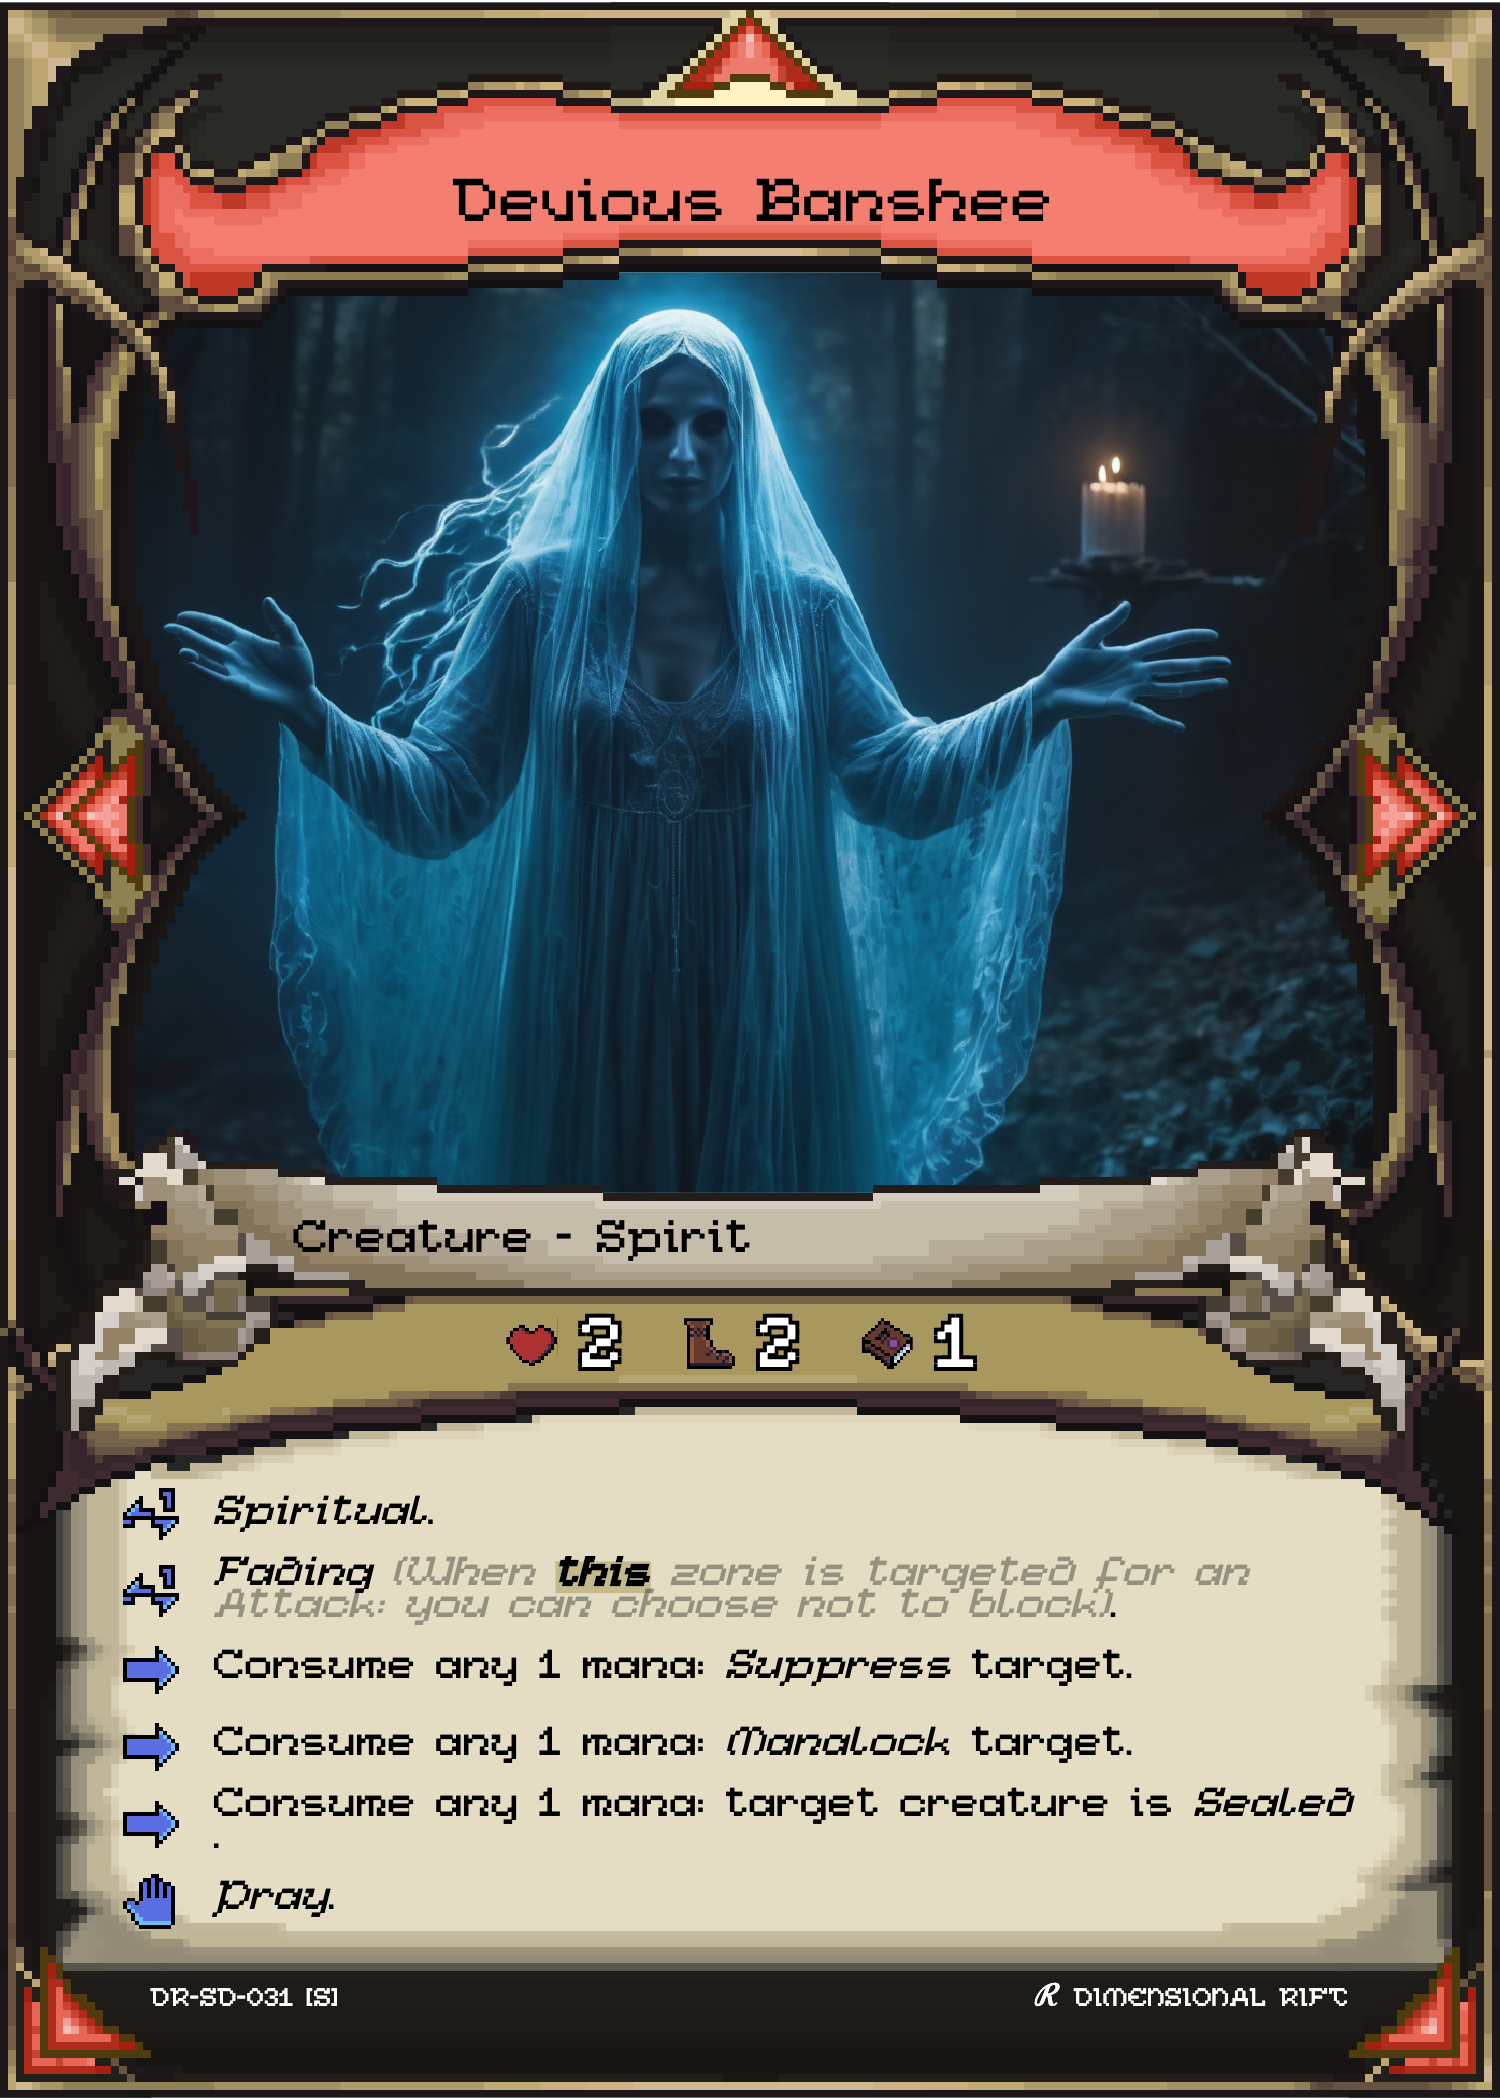 Devious Banshee
Creature - Spirit
2 2 1
Spiritual.
Fading (When this zone is targeted for an
Attack: you can choose not to block).
Consume any 1 mana: Suppress target.
Consume any 1 mana: Manalock target.
Consume any 1 mana: target creature is Sealed
.
Pray.
DR-SD-031 [S]
R DIMENSIONAL RIFT